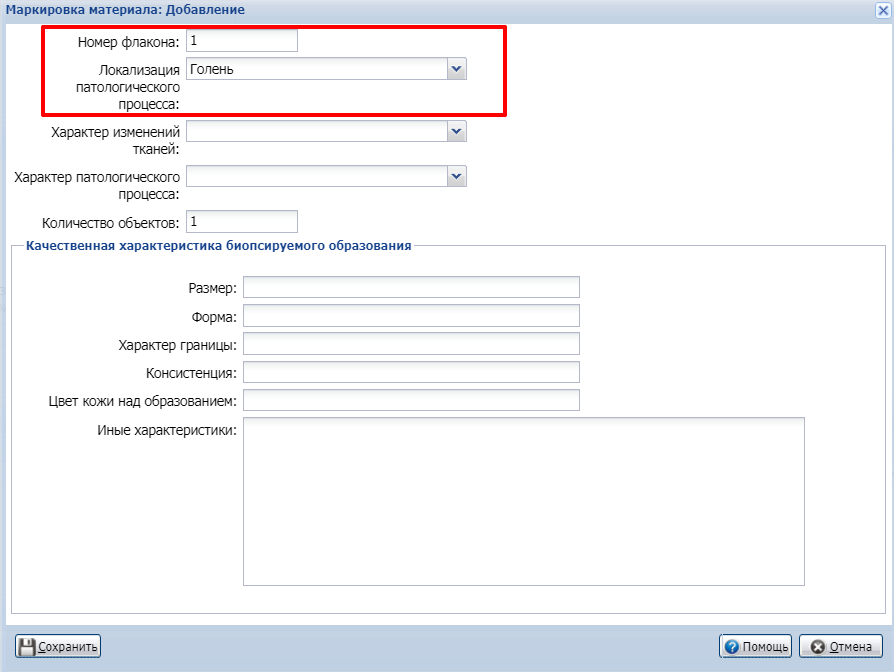 Маркировка материала: Добавление
Номер флакона: 1
Локализация Голень
патологического
процесса:
Характер изменений
тканей:
Характер патологического
процесса:
Количество объектов: 1
Качественная характеристика биопсируемого образования
Размер:
Форма:
Характер границы:
Консистенция:
Цвет кожи над образованием:
Иные характеристики:
Сохранить Помощь Отмена